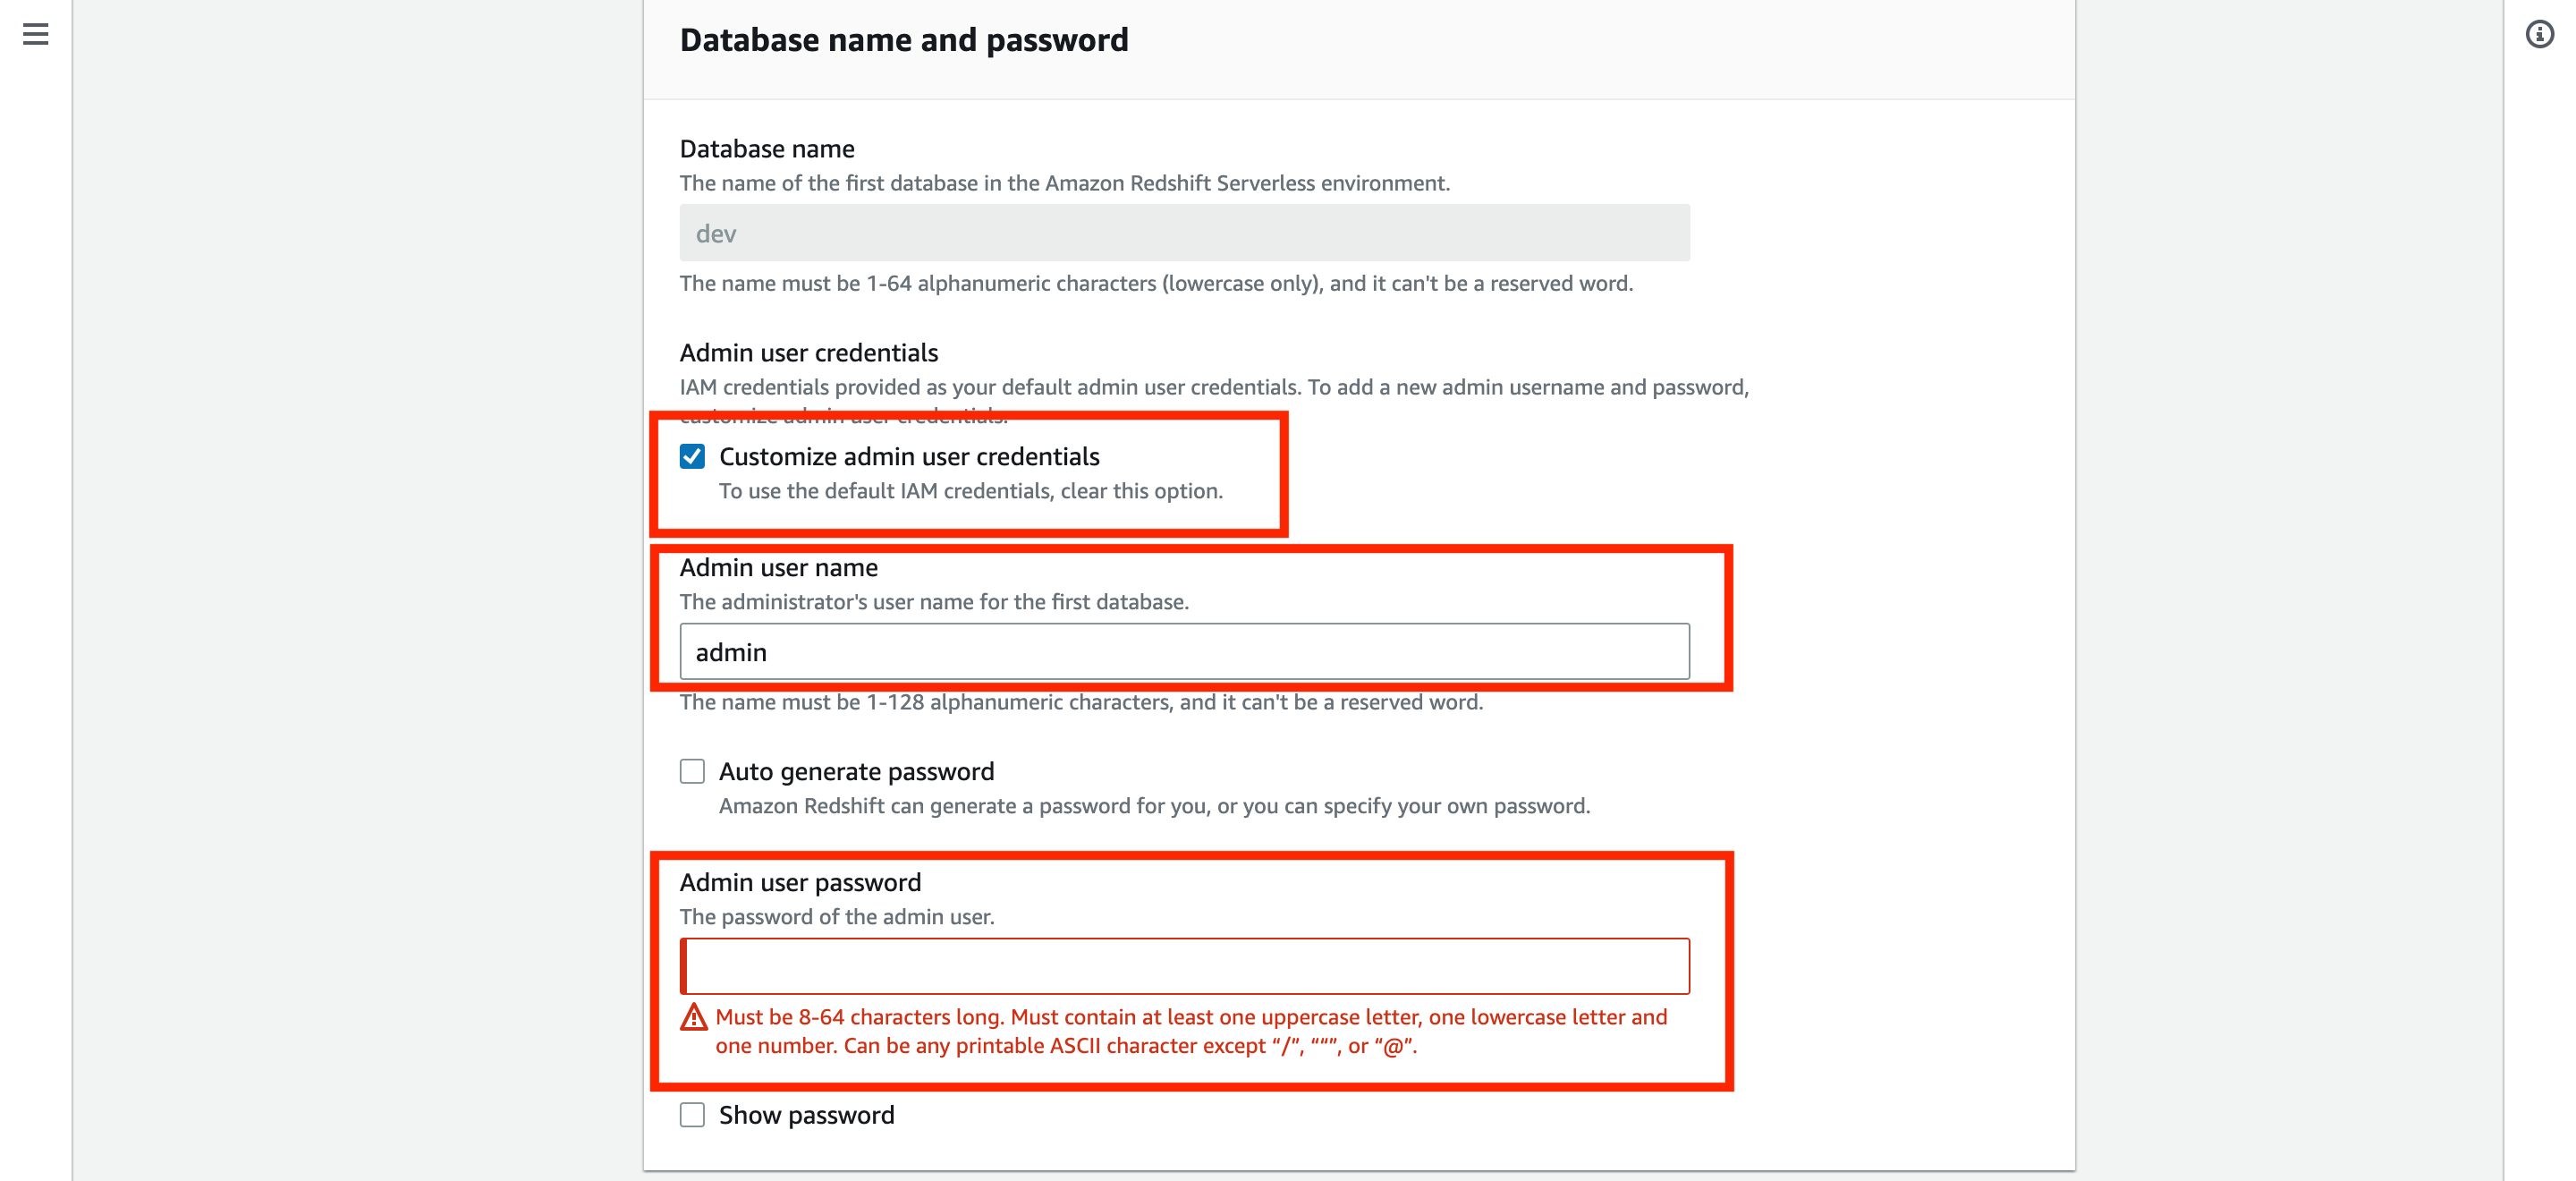 Database name and password
Database name
The name of the first database in the Amazon Redshift Serverless environment.
dev
The name must be 1-64 alphanumeric characters (lowercase only), and it can't be a reserved word.
Admin user credentials
IAM credentials provided as your default admin user credentials. To add a new admin username and password,
customize admin user credentials.
Customize admin user credentials
To use the default IAM credentials, clear this option.
Admin user name
The administrator's user name for the first database.
admin
The name must be 1-128 alphanumeric characters, and it can't be a reserved word.
Auto generate password
Amazon Redshift can generate a password for you, or you can specify your own password.
Admin user password
The password of the admin user.
Must be 8-64 characters long. Must contain at least one uppercase letter, one lowercase letter and
one number. Can be any printable ASCII character except “/”, ““”, or “@”.
Show password